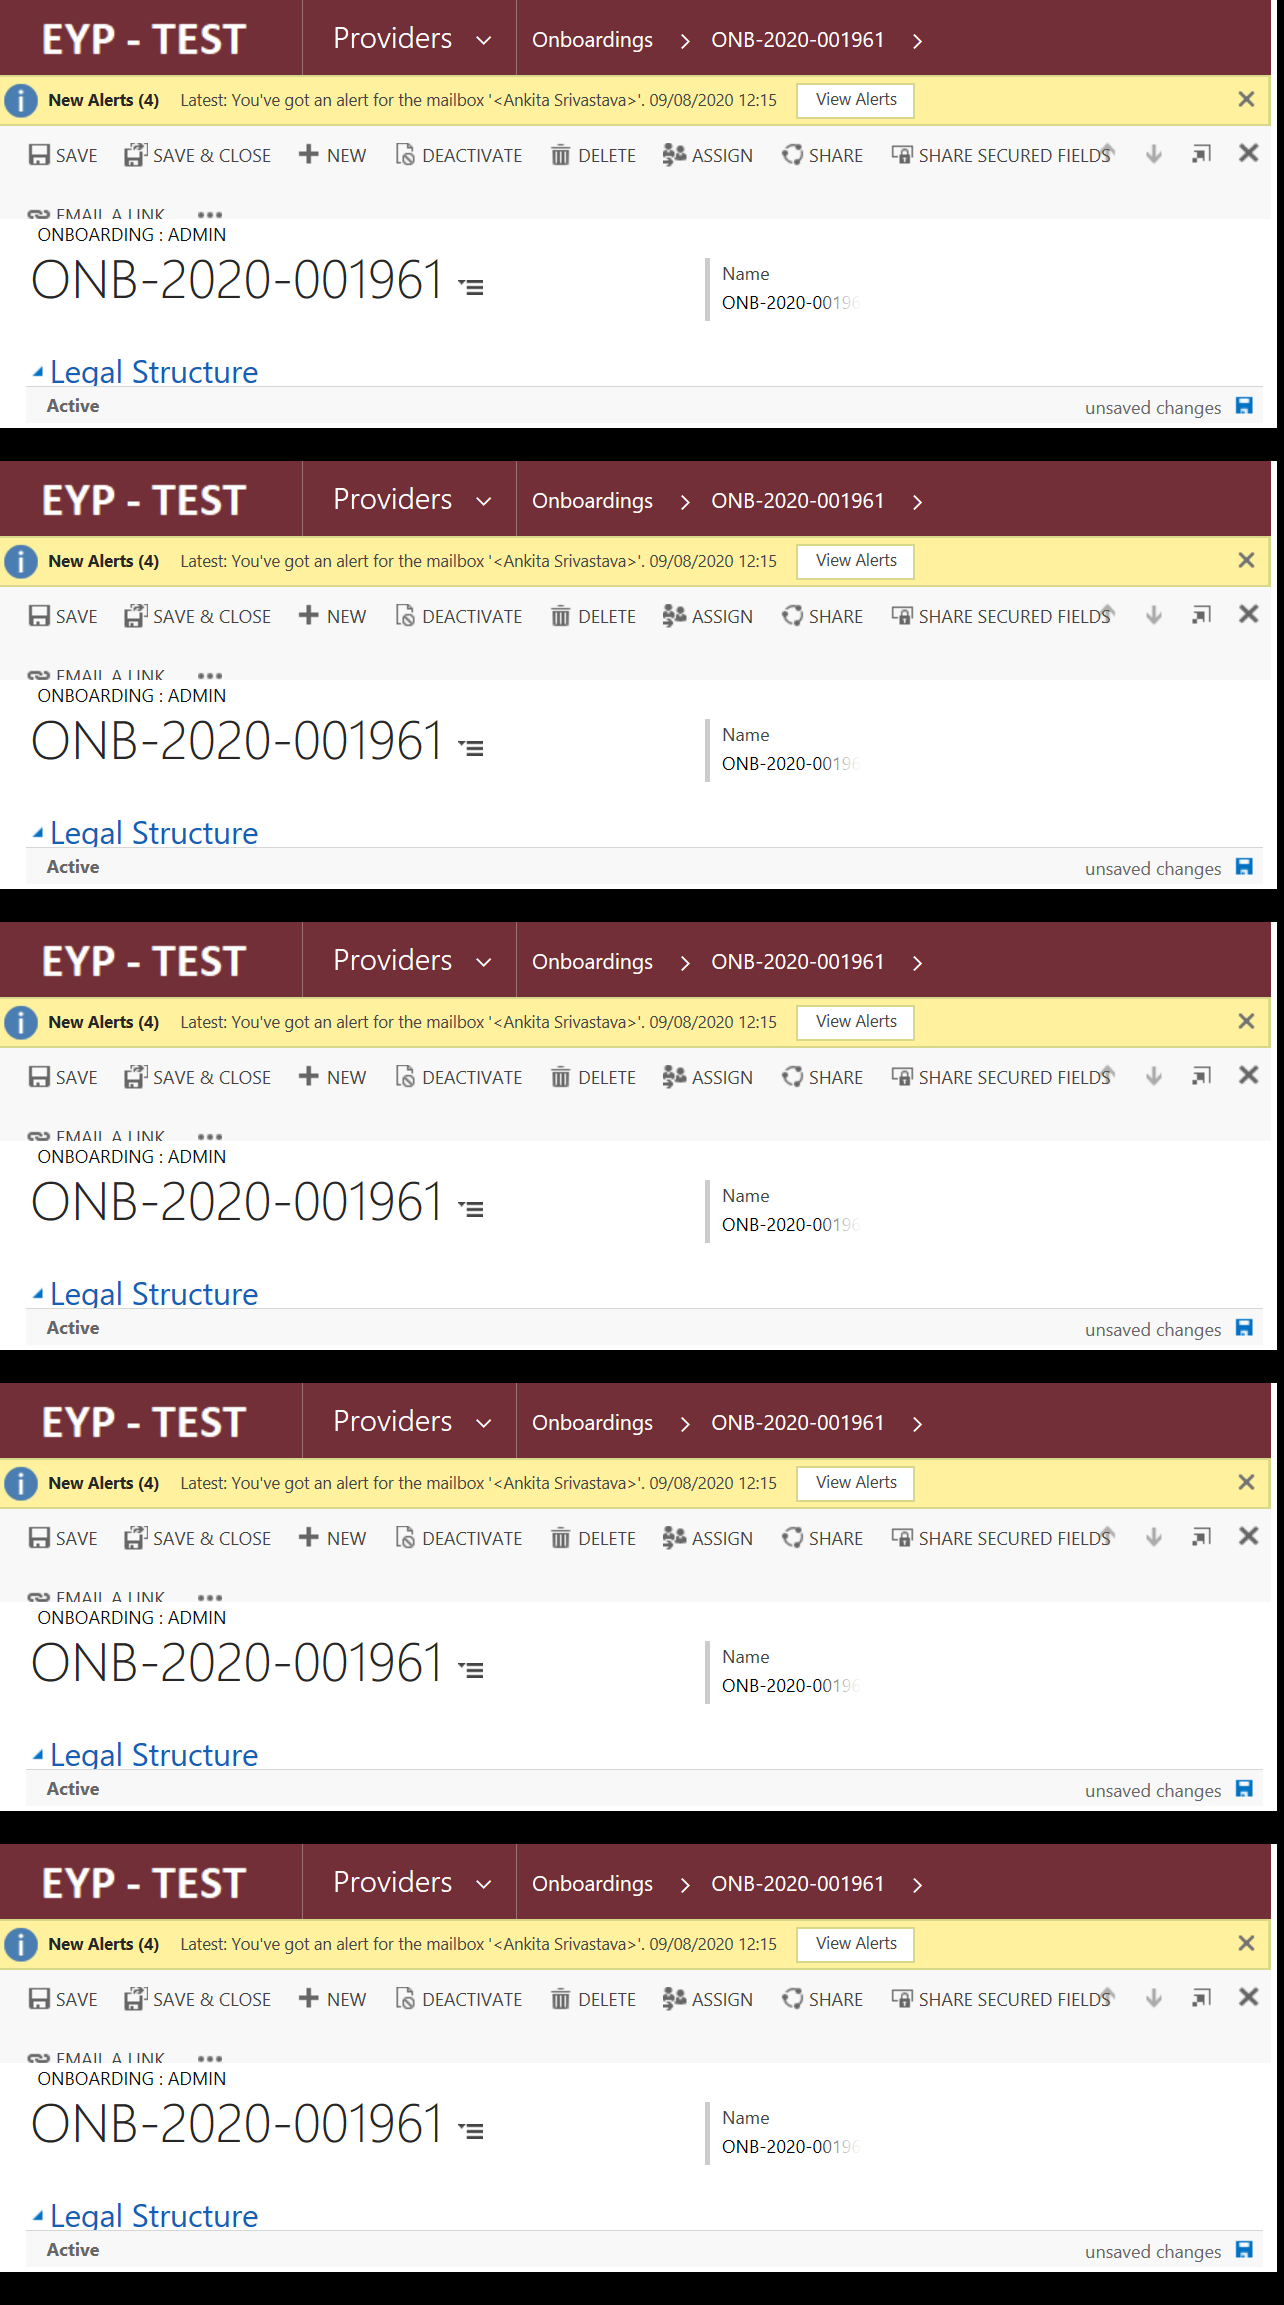 EYP - TEST Providers Onboardings ONB-2020-001961
New Alerts (4) Latest: You've got an alert for the mailbox '<Ankita Srivastava>'. 09/08/2020 12:15 View Alerts
SAVE SAVE & CLOSE NEW DEACTIVATE DELETE ASSIGN SHARE SHARE SECURED FIELDS
EMAIL A LINK
ONBOARDING : ADMIN
ONB-2020-001961
Name
ONB-2020-00196
Legal Structure
Active unsaved changes
EYP - TEST Providers Onboardings ONB-2020-001961
New Alerts (4) Latest: You've got an alert for the mailbox '<Ankita Srivastava>'. 09/08/2020 12:15 View Alerts
SAVE SAVE & CLOSE NEW DEACTIVATE DELETE ASSIGN SHARE SHARE SECURED FIELDS
EMAIL A LINK
ONBOARDING : ADMIN
ONB-2020-001961
Name
ONB-2020-00196
Legal Structure
Active unsaved changes
EYP - TEST Providers Onboardings ONB-2020-001961
New Alerts (4) Latest: You've got an alert for the mailbox '<Ankita Srivastava>'. 09/08/2020 12:15 View Alerts
SAVE SAVE & CLOSE NEW DEACTIVATE DELETE ASSIGN SHARE SHARE SECURED FIELDS
EMAIL A LINK
ONBOARDING : ADMIN
ONB-2020-001961
Name
ONB-2020-00196
Legal Structure
Active unsaved changes
EYP - TEST Providers Onboardings ONB-2020-001961
New Alerts (4) Latest: You've got an alert for the mailbox '<Ankita Srivastava>'. 09/08/2020 12:15 View Alerts
SAVE SAVE & CLOSE NEW DEACTIVATE DELETE ASSIGN SHARE SHARE SECURED FIELDS
EMAIL A LINK
ONBOARDING : ADMIN
ONB-2020-001961
Name
ONB-2020-00196
Legal Structure
Active unsaved changes
EYP - TEST Providers Onboardings ONB-2020-001961
New Alerts (4) Latest: You've got an alert for the mailbox '<Ankita Srivastava>'. 09/08/2020 12:15 View Alerts
SAVE SAVE & CLOSE NEW DEACTIVATE DELETE ASSIGN SHARE SHARE SECURED FIELDS
EMAIL A LINK
ONBOARDING : ADMIN
ONB-2020-001961
Name
ONB-2020-00196
Legal Structure
Active unsaved changes